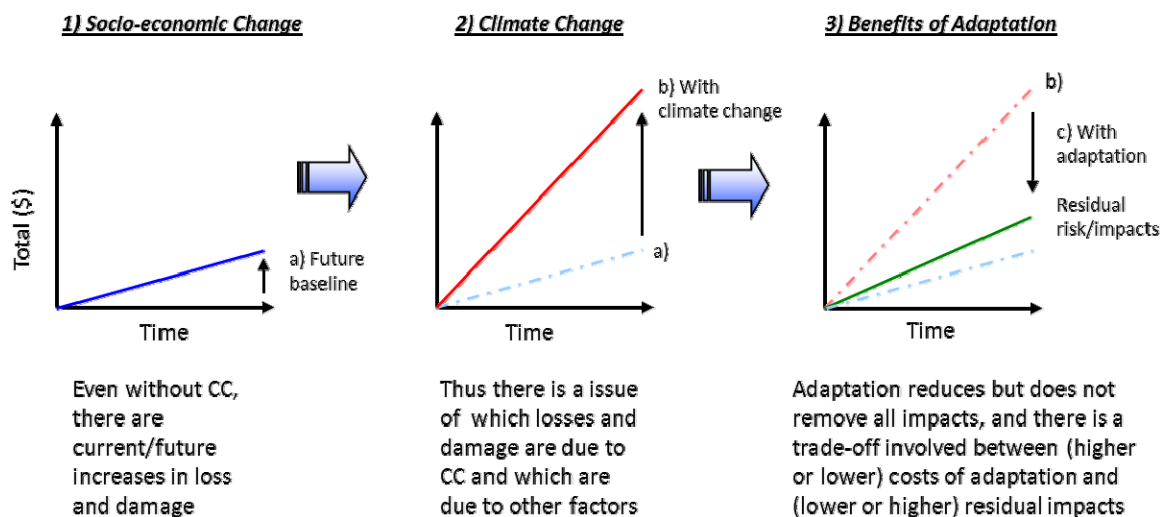 1) Socio-economic Change
2) Climate Change
3) Benefits of Adaptation
Total ($)
a) Future
baseline
Time
b) With
climate change
a)
Time
b)
c) With
adaptation
Residual
risk/impacts
Time
Even without CC,
there are
current/future
increases in loss
and damage
Thus there is a issue
of which losses and
damage are due to
CC and which are
due to other factors
Adaptation reduces but does not
remove all impacts, and there is a
trade-off involved between (higher
or lower) costs of adaptation and
(lower or higher) residual impacts